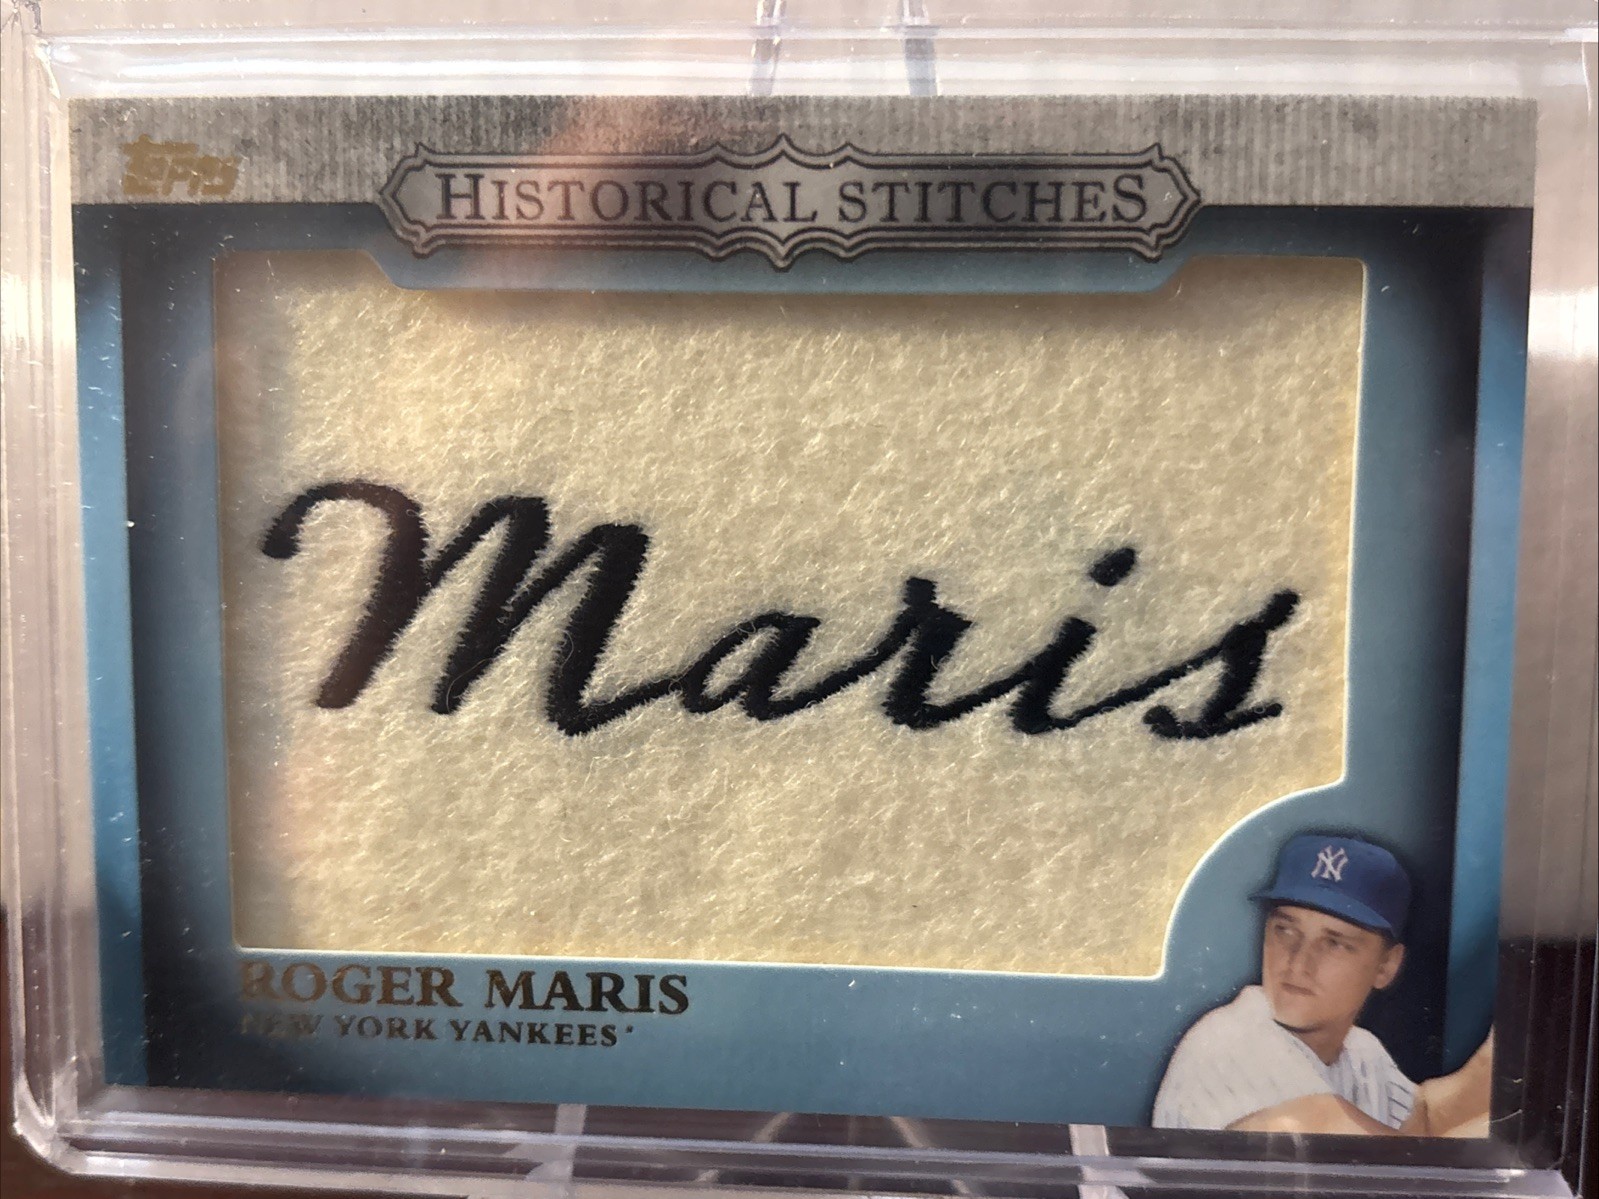 Topps
HISTORICAL STITCHES
Maris
NY
ROGER MARIS
NEW YORK YANKEES®